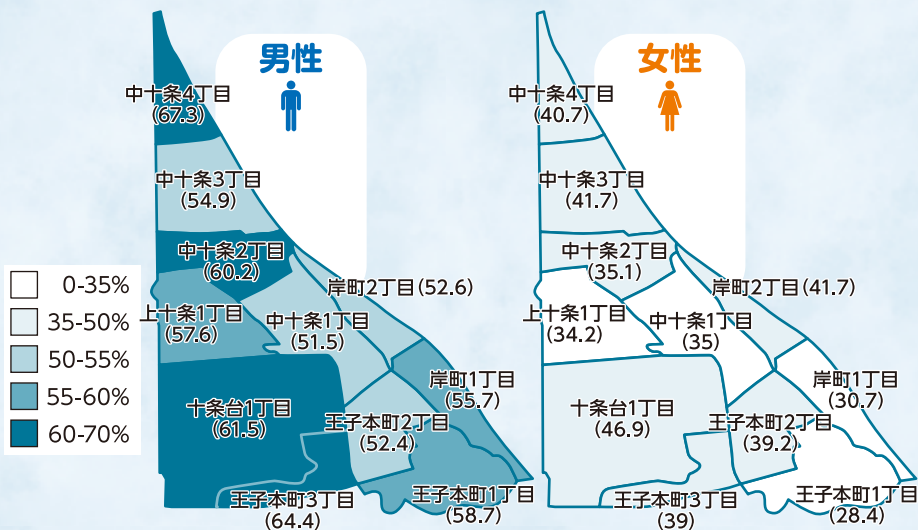 男性
中十条4丁目
(67.3)
中十条3丁目
(54.9)
中十条2丁目
(60.2)
岸町2丁目(52.6)
上十条1丁目
(57.6)
中十条1丁目
(51.5)
岸町1丁目
(55.7)
十条台1丁目
(61.5)
王子本町2丁目
(52.4)
王子本町3丁目
(64.4)
王子本町1丁目
(58.7)
0-35%
35-50%
50-55%
55-60%
60-70%
女性
中十条4丁目
(40.7)
中十条3丁目
(41.7)
中十条2丁目
(35.1)
岸町2丁目(41.7)
上十条1丁目
(34.2)
中十条1丁目
(35)
岸町1丁目
(30.7)
十条台1丁目
(46.9)
王子本町2丁目
(39.2)
王子本町3丁目
(39)
王子本町1丁目
(28.4)